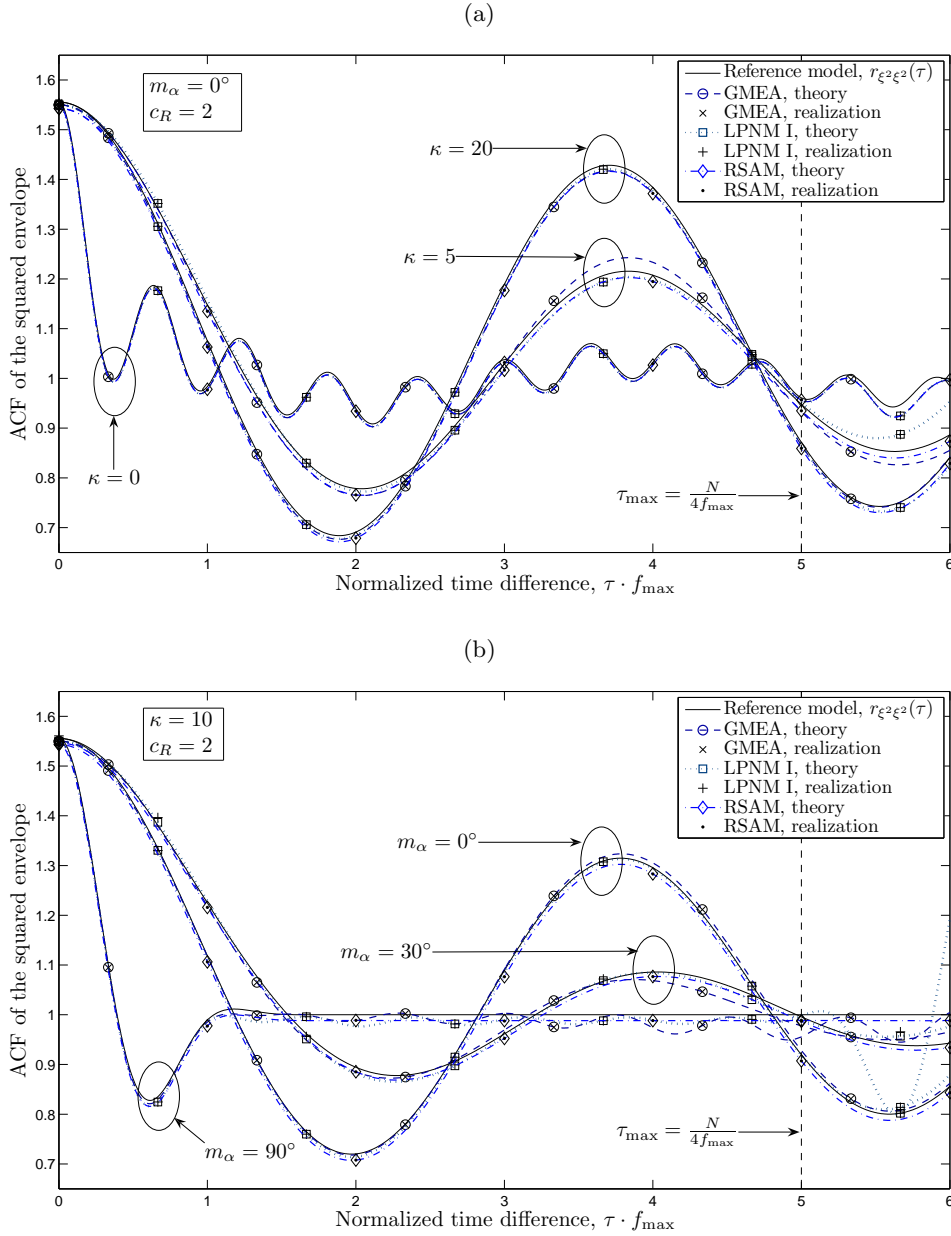 (a)
ACF of the squared envelope
1.6
1.5
1.4
1.3
1.2
1.1
1
0.9
0.8
0.7
m_α = 0°
c_R = 2
Reference model, r_{ξ²ξ²}(τ)
GMEA, theory
GMEA, realization
LPNM I, theory
LPNM I, realization
RSAM, theory
RSAM, realization
κ = 20
κ = 5
κ = 0
τ_max = N/(4f_max)
0 1 2 3 4 5 6
Normalized time difference, τ · f_max
(b)
ACF of the squared envelope
1.6
1.5
1.4
1.3
1.2
1.1
1
0.9
0.8
0.7
κ = 10
c_R = 2
Reference model, r_{ξ²ξ²}(τ)
GMEA, theory
GMEA, realization
LPNM I, theory
LPNM I, realization
RSAM, theory
RSAM, realization
m_α = 0°
m_α = 30°
m_α = 90°
τ_max = N/(4f_max)
0 1 2 3 4 5 6
Normalized time difference, τ · f_max